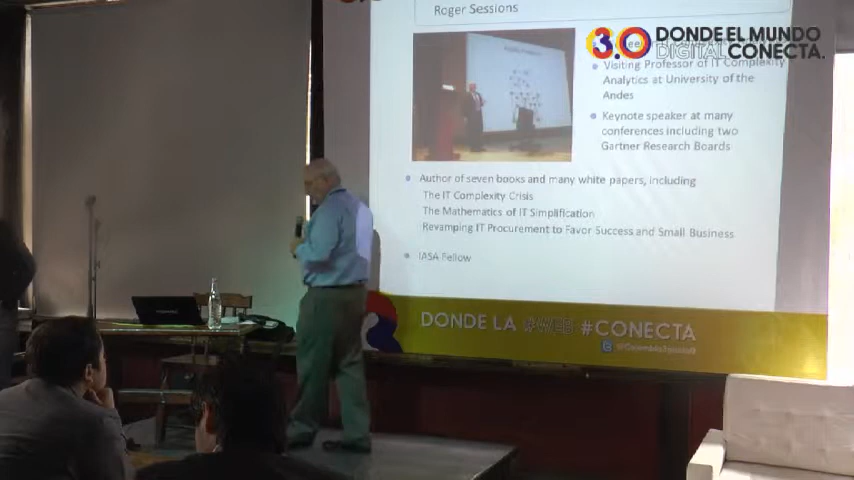 Roger Sessions
3.0 DONDE EL MUNDO
DIGITAL CONECTA.
Visiting Professor of IT Complexity
Analytics at University of the
Andes
Keynote speaker at many
conferences including two
Gartner Research Boards
Author of seven books and many white papers, including
The IT Complexity Crisis
The Mathematics of IT Simplification
Revamping IT Procurement to Favor Success and Small Business
IASA Fellow
DONDE LA #WEB #CONECTA